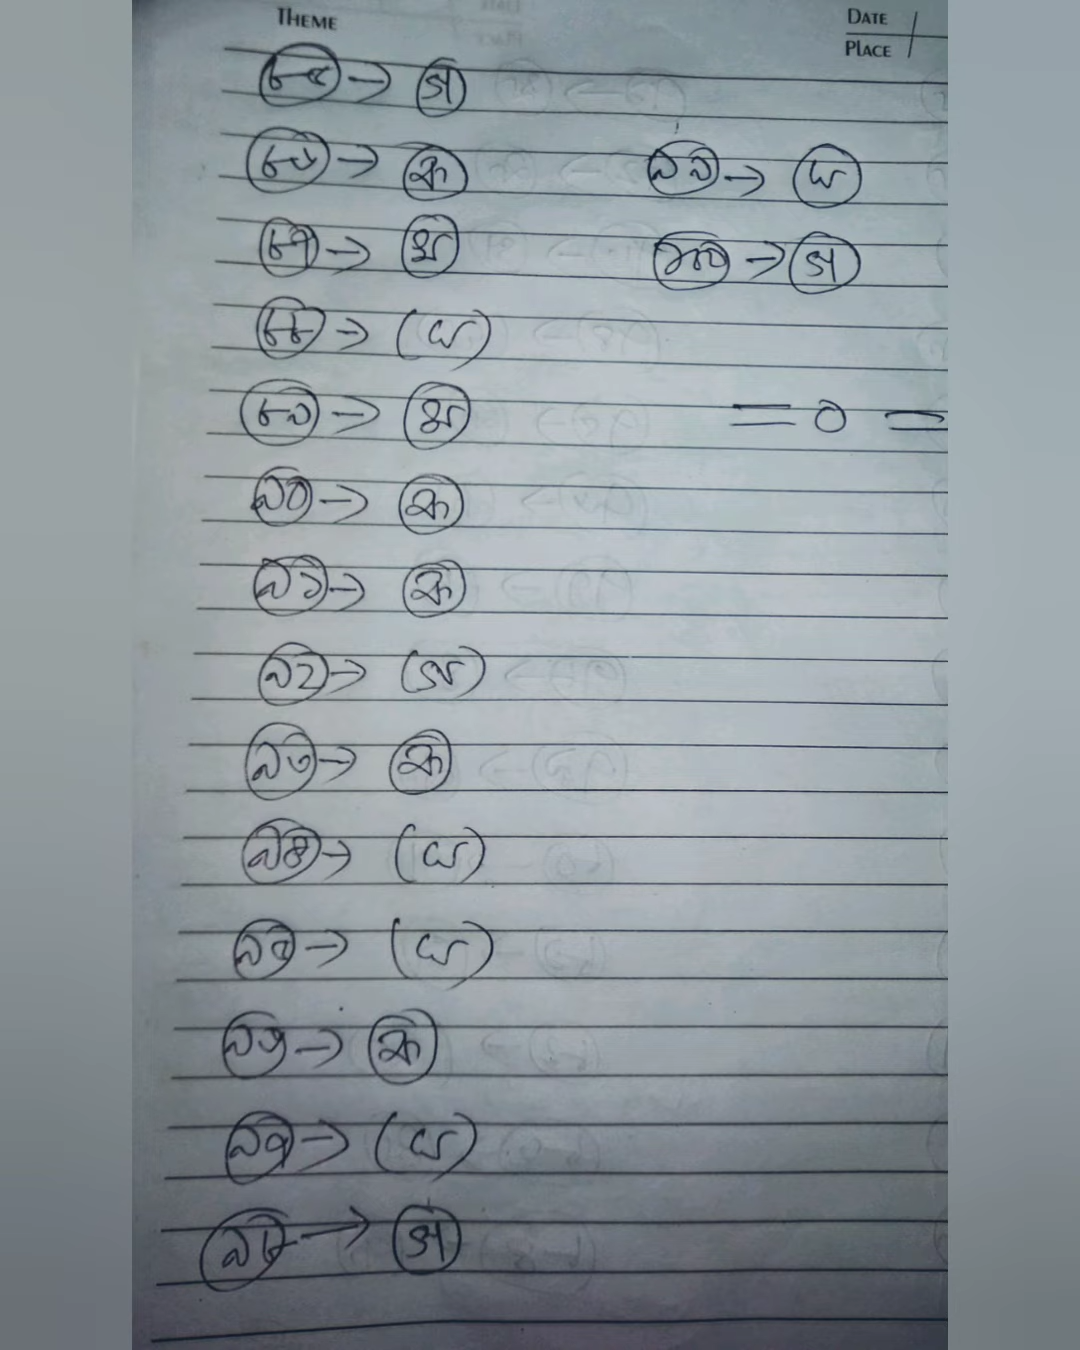 THEME
DATE
PLACE
৮৫ → গ
৮৬ → ক
৮৭ → খ
৮৮ → (ঘ)
৮৯ → খ
৯০ → ক
৯১ → ক
৯২ → (গ)
৯৩ → ক
৯৪ → (ঘ)
৯৫ → (ঘ)
৯৬ → ক
৯৭ → (ঘ)
৯৮ → গ
৯৯ → ঘ
১০০ → গ
= 0 =